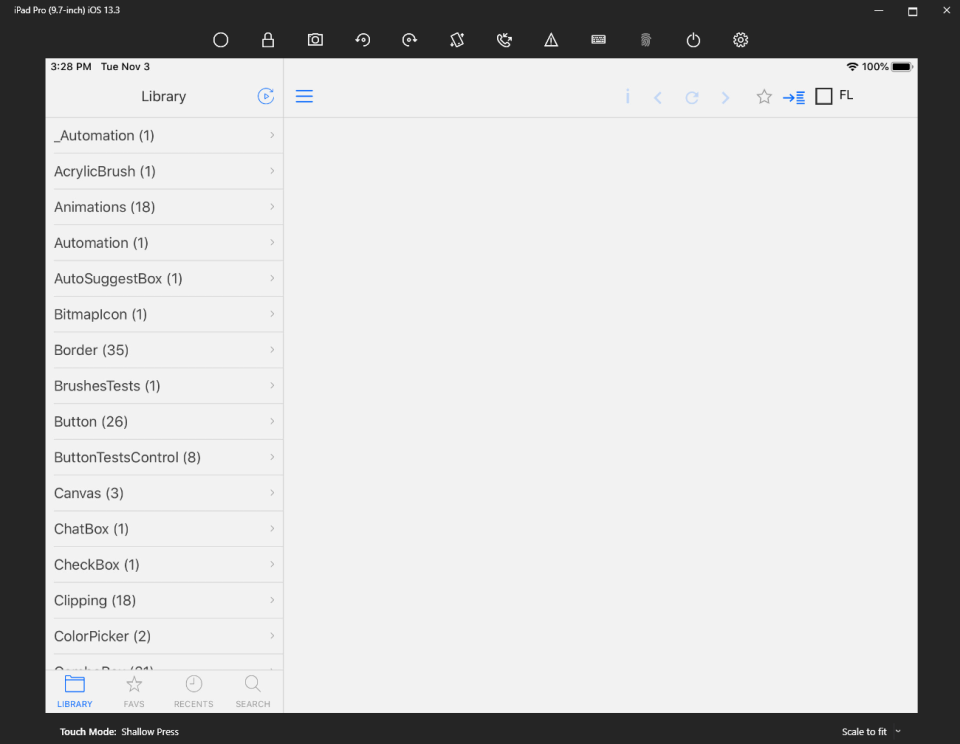 iPad Pro (9.7-inch) iOS 13.3
3:28 PM Tue Nov 3
100%
Library
FL
_Automation (1)
AcrylicBrush (1)
Animations (18)
Automation (1)
AutoSuggestBox (1)
BitmapIcon (1)
Border (35)
BrushesTests (1)
Button (26)
ButtonTestsControl (8)
Canvas (3)
ChatBox (1)
CheckBox (1)
Clipping (18)
ColorPicker (2)
LIBRARY
FAVS
RECENTS
SEARCH
Touch Mode: Shallow Press
Scale to fit